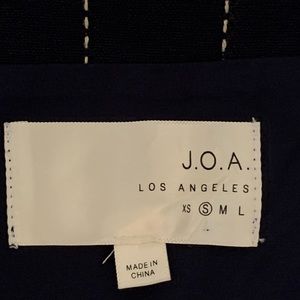 J.O.A.
LOS ANGELES
XS S M L
MADE IN
CHINA